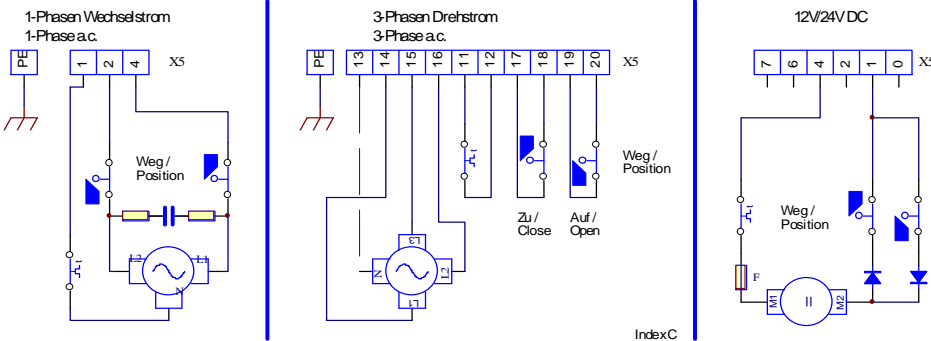 1-Phasen Wechselstrom
1-Phase a.c.
PE 1 2 4 X5
Weg /
Position
t
L2 L1
N
3-Phasen Drehstrom
3-Phase a.c.
PE 13 14 15 16 11 12 17 18 19 20 X5
t
Weg /
Position
Zu /
Close
Auf /
Open
L3
N L2
L1
Index C
12V/24V DC
7 6 4 2 1 0 X5
t
Weg /
Position
F
M1 II M2